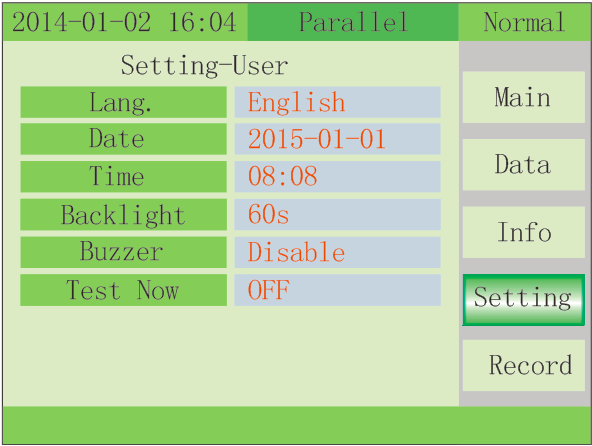 2014-01-02 16:04 Parallel Normal
Setting-User
Lang. English
Date 2015-01-01
Time 08:08
Backlight 60s
Buzzer Disable
Test Now OFF
Main
Data
Info
Setting
Record